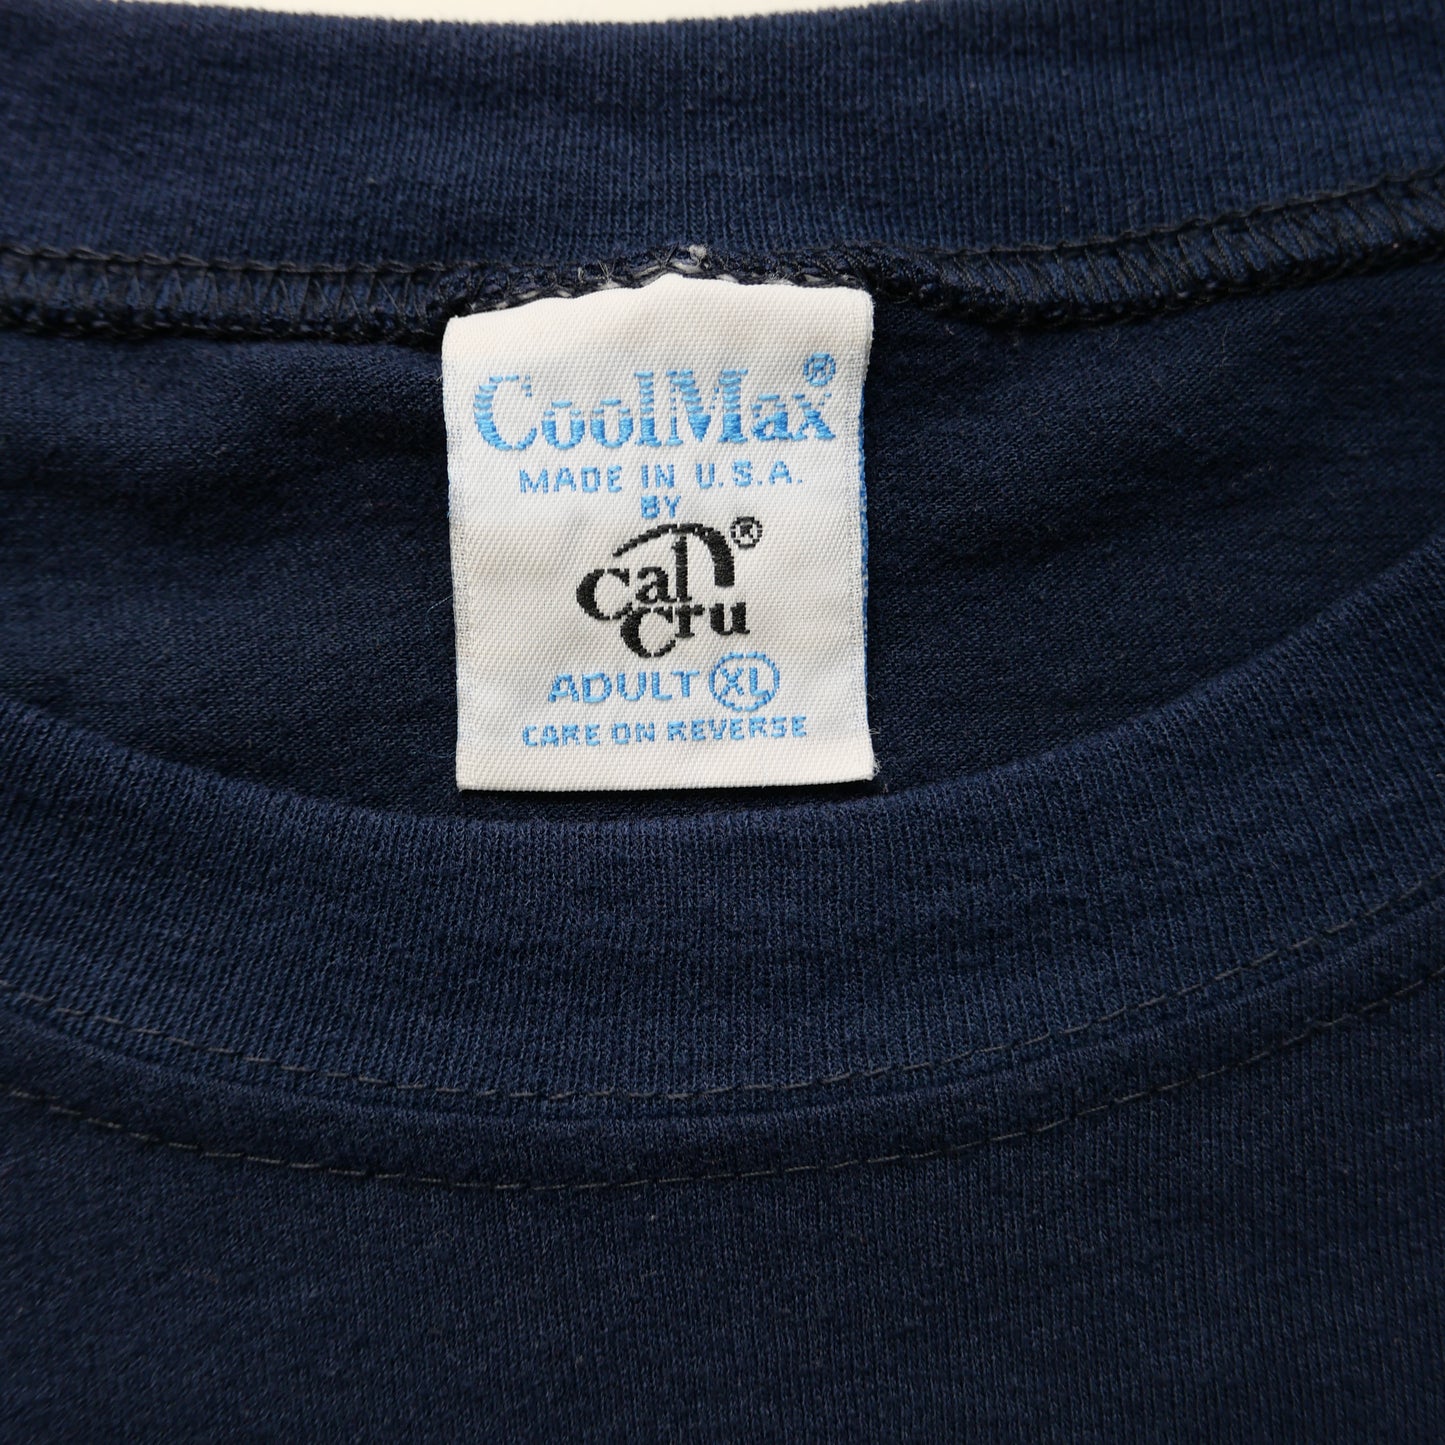 CoolMax®
MADE IN U.S.A.
BY
Cal ®
Cru
ADULT XL
CARE ON REVERSE